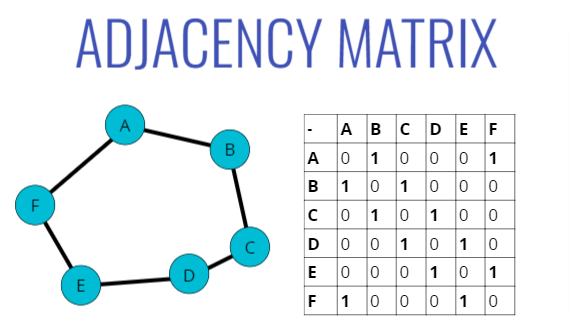 ADJACENCY MATRIX
A
B
F
C
D
E
- A B C D E F
A 0 1 0 0 0 1
B 1 0 1 0 0 0
C 0 1 0 1 0 0
D 0 0 1 0 1 0
E 0 0 0 1 0 1
F 1 0 0 0 1 0